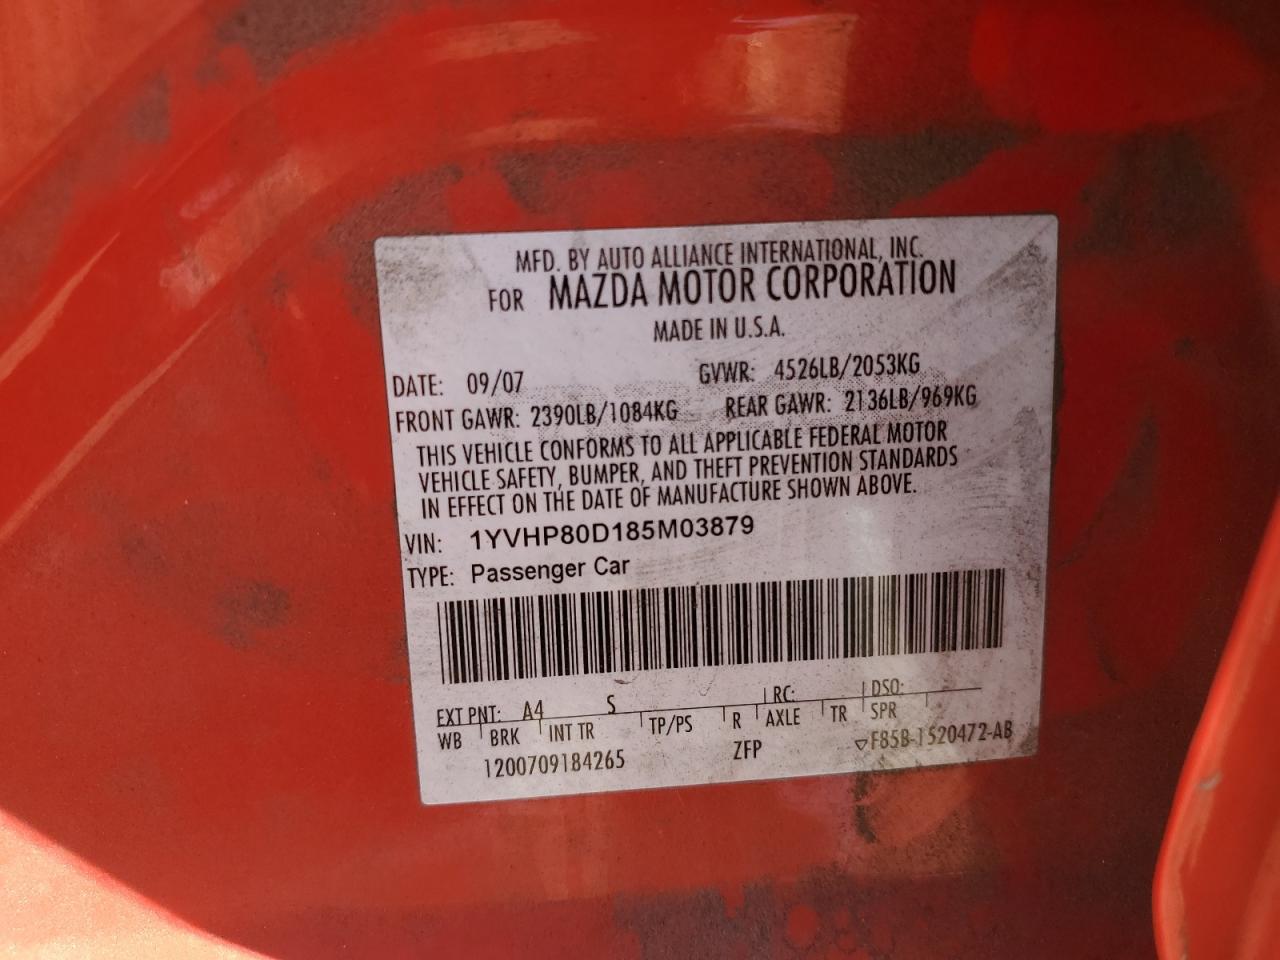 MFD. BY AUTO ALLIANCE INTERNATIONAL, INC.
FOR MAZDA MOTOR CORPORATION
MADE IN U.S.A.
DATE: 09/07 GVWR: 4526LB/2053KG
FRONT GAWR: 2390LB/1084KG REAR GAWR: 2136LB/969KG
THIS VEHICLE CONFORMS TO ALL APPLICABLE FEDERAL MOTOR
VEHICLE SAFETY, BUMPER, AND THEFT PREVENTION STANDARDS
IN EFFECT ON THE DATE OF MANUFACTURE SHOWN ABOVE.
VIN: 1YVHP80D185M03879
TYPE: Passenger Car
EXT PNT: A4 S RC: DSO:
WB BRK INT TR TP/PS R AXLE TR SPR
1200709184265 ZFP ▽F85B-1520472-AB